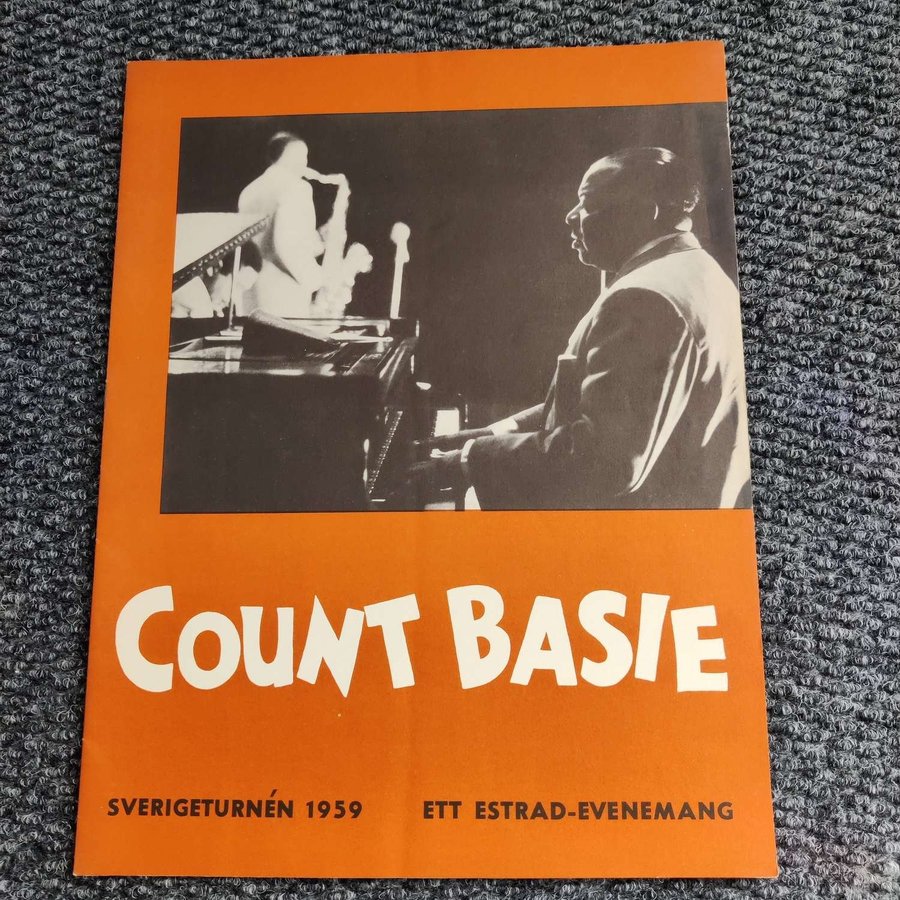 COUNT BASIE
SVERIGETURNÉN 1959 ETT ESTRAD-EVENEMANG